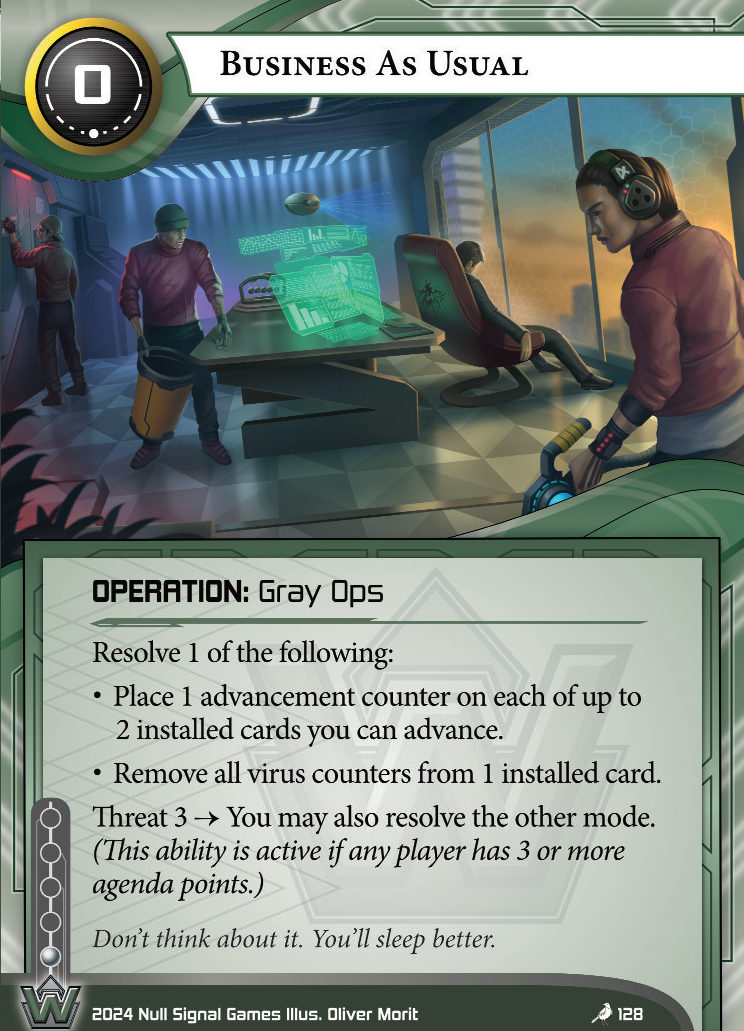 0
Business As Usual
OPERATION: Gray Ops
Resolve 1 of the following:
• Place 1 advancement counter on each of up to
2 installed cards you can advance.
• Remove all virus counters from 1 installed card.
Threat 3 → You may also resolve the other mode.
(This ability is active if any player has 3 or more
agenda points.)
Don't think about it. You'll sleep better.
W
2024 Null Signal Games Illus. Oliver Morit
128